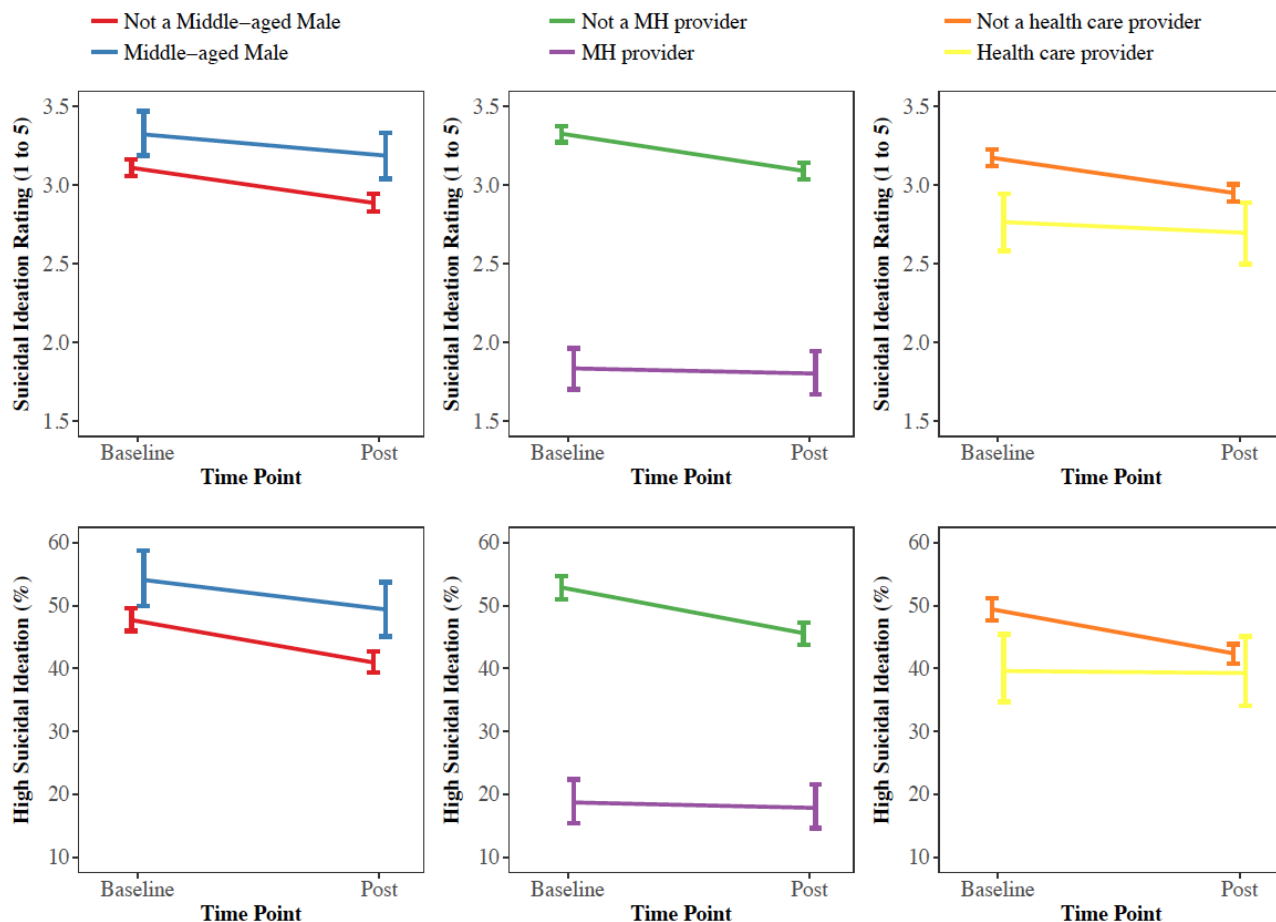 Not a Middle−aged Male
Middle−aged Male
Not a MH provider
MH provider
Not a health care provider
Health care provider
Suicidal Ideation Rating (1 to 5)
3.5
3.0
2.5
2.0
1.5
Baseline
Post
Time Point
Suicidal Ideation Rating (1 to 5)
3.5
3.0
2.5
2.0
1.5
Baseline
Post
Time Point
Suicidal Ideation Rating (1 to 5)
3.5
3.0
2.5
2.0
1.5
Baseline
Post
Time Point
High Suicidal Ideation (%)
60
50
40
30
20
10
Baseline
Post
Time Point
High Suicidal Ideation (%)
60
50
40
30
20
10
Baseline
Post
Time Point
High Suicidal Ideation (%)
60
50
40
30
20
10
Baseline
Post
Time Point